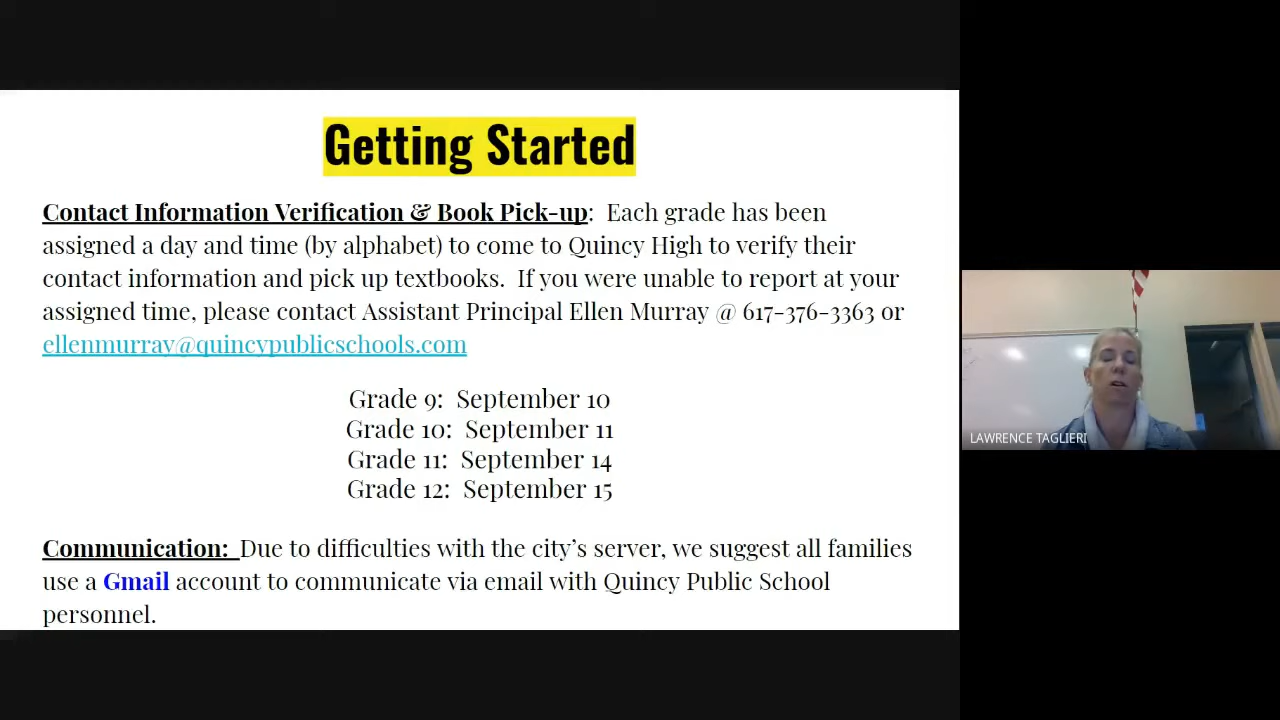 Getting Started
Contact Information Verification & Book Pick-up:  Each grade has been
assigned a day and time (by alphabet) to come to Quincy High to verify their
contact information and pick up textbooks.  If you were unable to report at your
assigned time, please contact Assistant Principal Ellen Murray @ 617-376-3363 or
ellenmurray@quincypublicschools.com
Grade 9:  September 10
Grade 10:  September 11
Grade 11:  September 14
Grade 12:  September 15
Communication:  Due to difficulties with the city’s server, we suggest all families
use a Gmail account to communicate via email with Quincy Public School
personnel.
LAWRENCE TAGLIERI